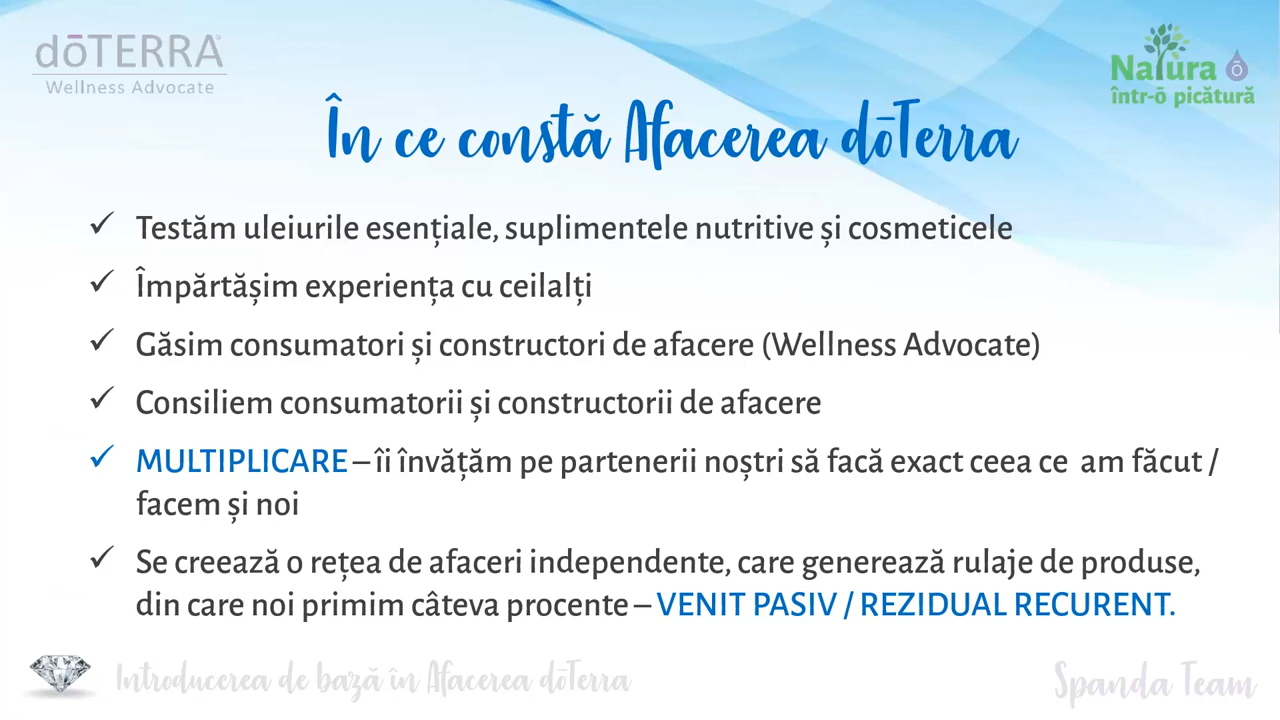 dōTERRA®
Wellness Advocate
Natura ō
într-ō picătură
În ce constă Afacerea dōTerra
✓ Testăm uleiurile esențiale, suplimentele nutritive și cosmeticele
✓ Împărtășim experiența cu ceilalți
✓ Găsim consumatori și constructori de afacere (Wellness Advocate)
✓ Consiliem consumatorii și constructorii de afacere
✓ MULTIPLICARE – îi învățăm pe partenerii noștri să facă exact ceea ce am făcut /
facem și noi
✓ Se creează o rețea de afaceri independente, care generează rulaje de produse,
din care noi primim câteva procente – VENIT PASIV / REZIDUAL RECURENT.
Introducerea de bază în Afacerea dōTerra
Spanda Team